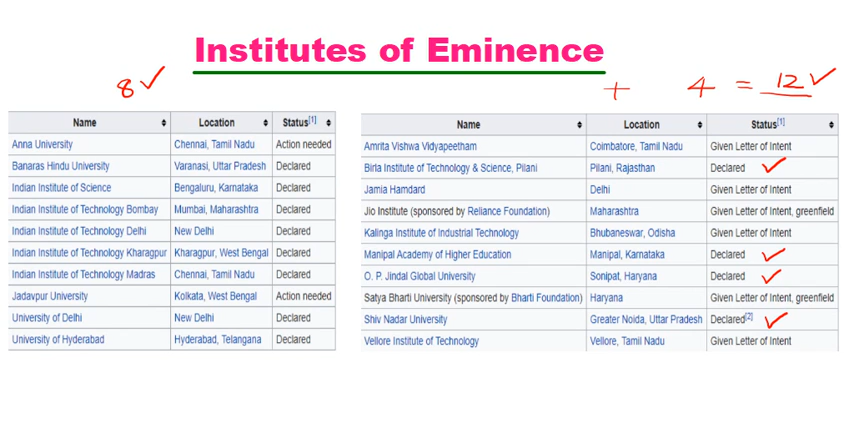 Institutes of Eminence
8 ✓ + 4 = 12 ✓
Name Location Status[1]
Anna University Chennai, Tamil Nadu Action needed
Banaras Hindu University Varanasi, Uttar Pradesh Declared
Indian Institute of Science Bengaluru, Karnataka Declared
Indian Institute of Technology Bombay Mumbai, Maharashtra Declared
Indian Institute of Technology Delhi New Delhi Declared
Indian Institute of Technology Kharagpur Kharagpur, West Bengal Declared
Indian Institute of Technology Madras Chennai, Tamil Nadu Declared
Jadavpur University Kolkata, West Bengal Action needed
University of Delhi New Delhi Declared
University of Hyderabad Hyderabad, Telangana Declared
Name Location Status[1]
Amrita Vishwa Vidyapeetham Coimbatore, Tamil Nadu Given Letter of Intent
Birla Institute of Technology & Science, Pilani Pilani, Rajasthan Declared ✓
Jamia Hamdard Delhi Given Letter of Intent
Jio Institute (sponsored by Reliance Foundation) Maharashtra Given Letter of Intent, greenfield
Kalinga Institute of Industrial Technology Bhubaneswar, Odisha Given Letter of Intent
Manipal Academy of Higher Education Manipal, Karnataka Declared ✓
O. P. Jindal Global University Sonipat, Haryana Declared ✓
Satya Bharti University (sponsored by Bharti Foundation) Haryana Given Letter of Intent, greenfield
Shiv Nadar University Greater Noida, Uttar Pradesh Declared[2] ✓
Vellore Institute of Technology Vellore, Tamil Nadu Given Letter of Intent